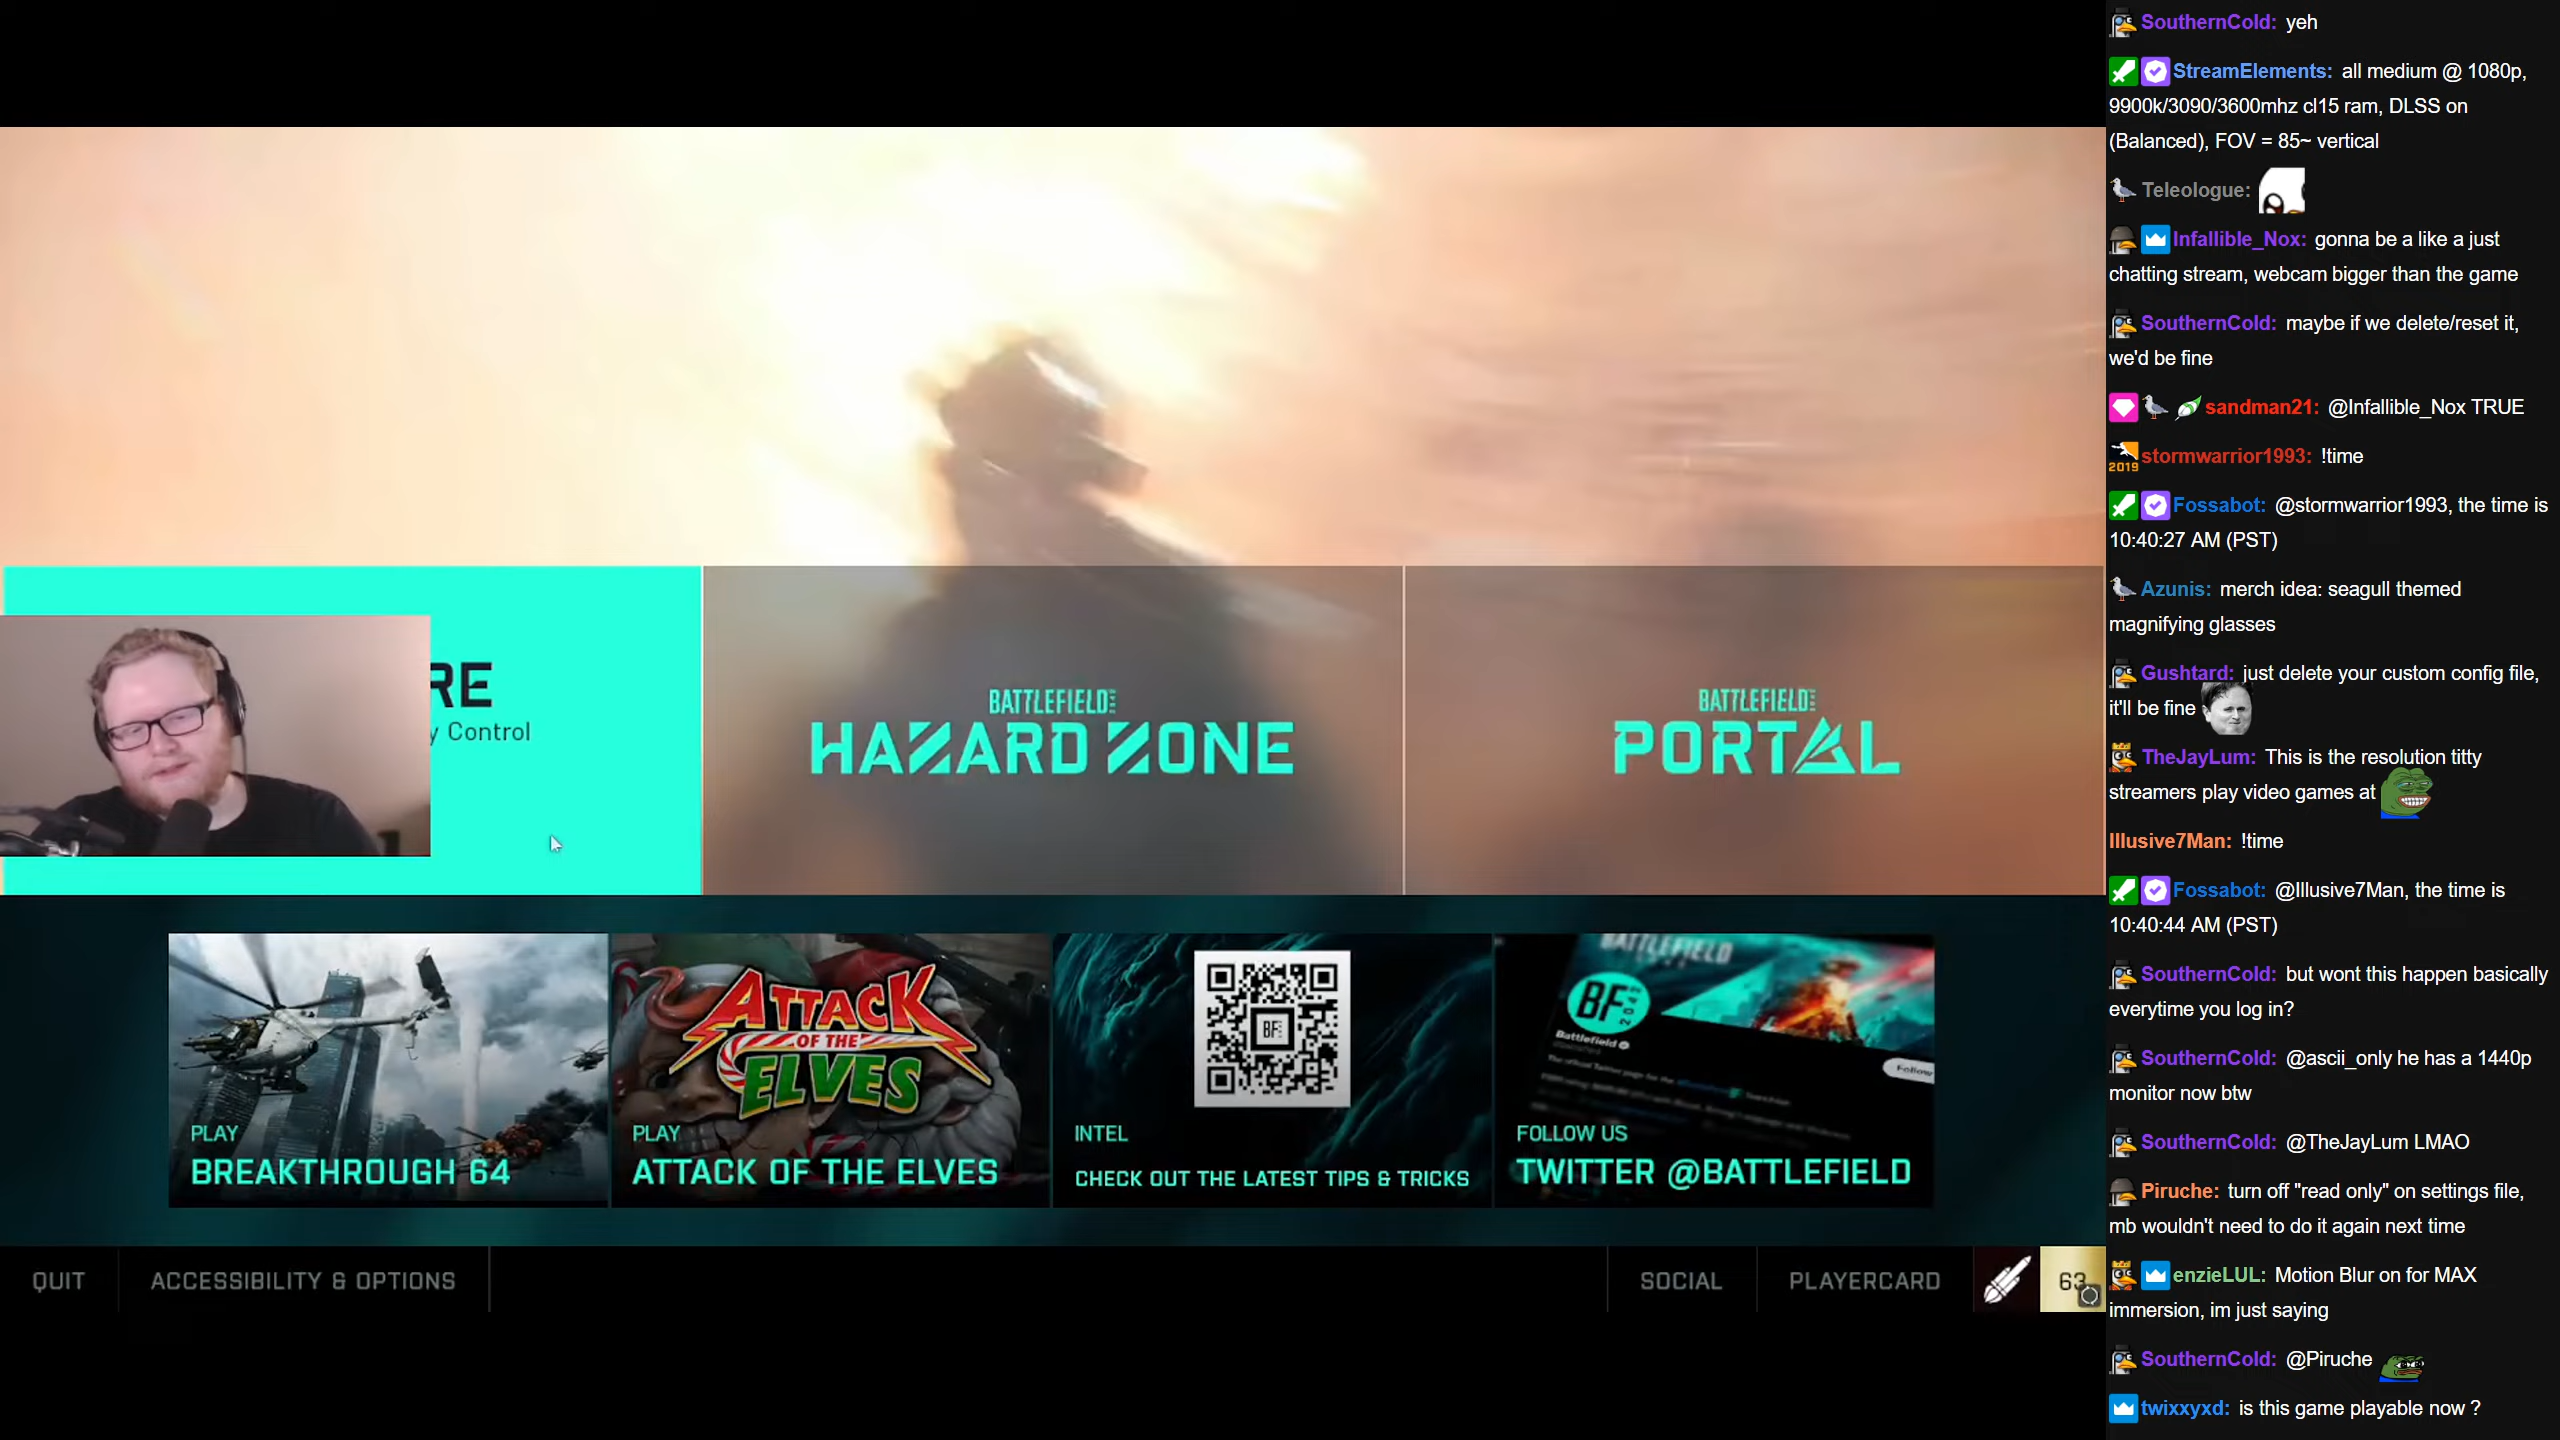 RE
y Control
BATTLEFIELD
HAZARD ZONE
BATTLEFIELD
PORTAL
BF
PLAY
BREAKTHROUGH 64
ATTACK
OF THE
ELVES
PLAY
ATTACK OF THE ELVES
BF
INTEL
CHECK OUT THE LATEST TIPS & TRICKS
BATTLEFIELD
Battlefield
Follow
FOLLOW US
TWITTER @BATTLEFIELD
QUIT
ACCESSIBILITY & OPTIONS
SOCIAL
PLAYERCARD
63
SouthernCold: yeh
StreamElements: all medium @ 1080p,
9900k/3090/3600mhz cl15 ram, DLSS on
(Balanced), FOV = 85~ vertical
Teleologue:
Infallible_Nox: gonna be a like a just
chatting stream, webcam bigger than the game
SouthernCold: maybe if we delete/reset it,
we'd be fine
sandman21: @Infallible_Nox TRUE
2019
stormwarrior1993: !time
Fossabot: @stormwarrior1993, the time is
10:40:27 AM (PST)
Azunis: merch idea: seagull themed
magnifying glasses
Gushtard: just delete your custom config file,
it'll be fine
TheJayLum: This is the resolution titty
streamers play video games at
Illusive7Man: !time
Fossabot: @Illusive7Man, the time is
10:40:44 AM (PST)
SouthernCold: but wont this happen basically
everytime you log in?
SouthernCold: @ascii_only he has a 1440p
monitor now btw
SouthernCold: @TheJayLum LMAO
Piruche: turn off "read only" on settings file,
mb wouldn't need to do it again next time
enzieLUL: Motion Blur on for MAX
immersion, im just saying
SouthernCold: @Piruche
twixxyxd: is this game playable now ?